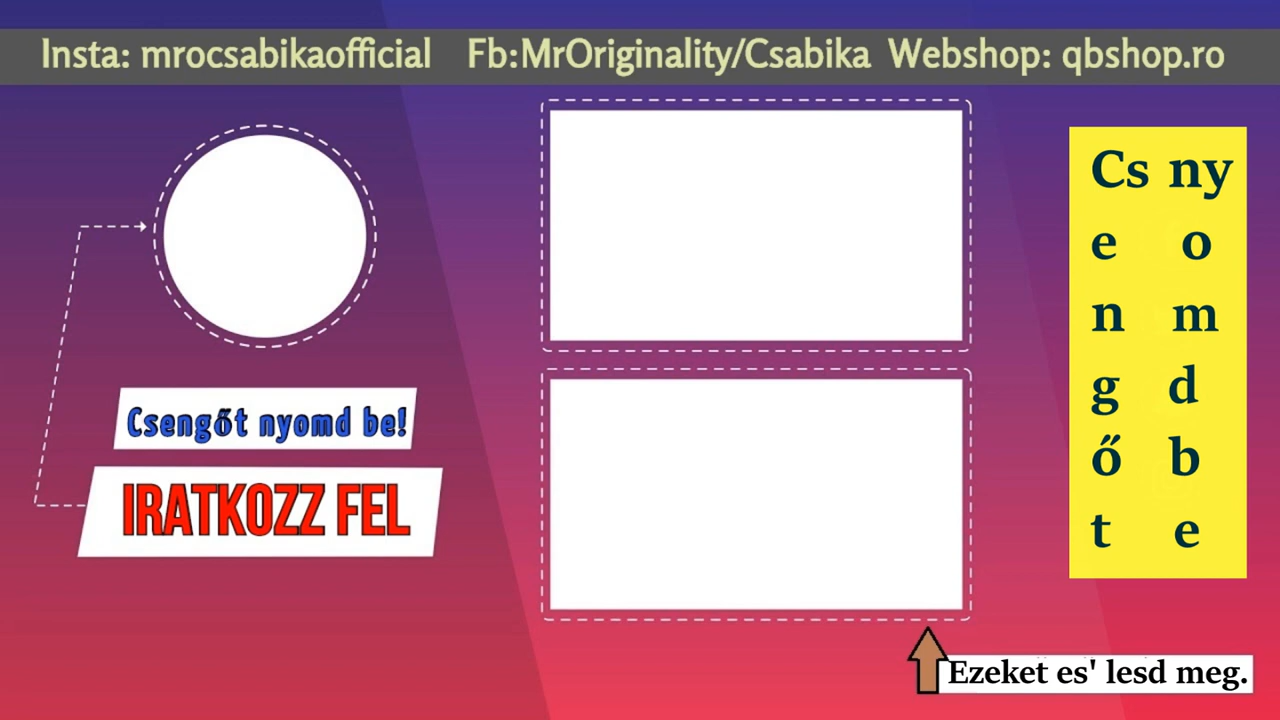 Insta: mrocsabikaofficial Fb:MrOriginality/Csabika Webshop: qbshop.ro
Csengőt nyomd be!
IRATKOZZ FEL
Cs ny
e o
n m
g d
ő b
t e
Ezeket es' lesd meg.